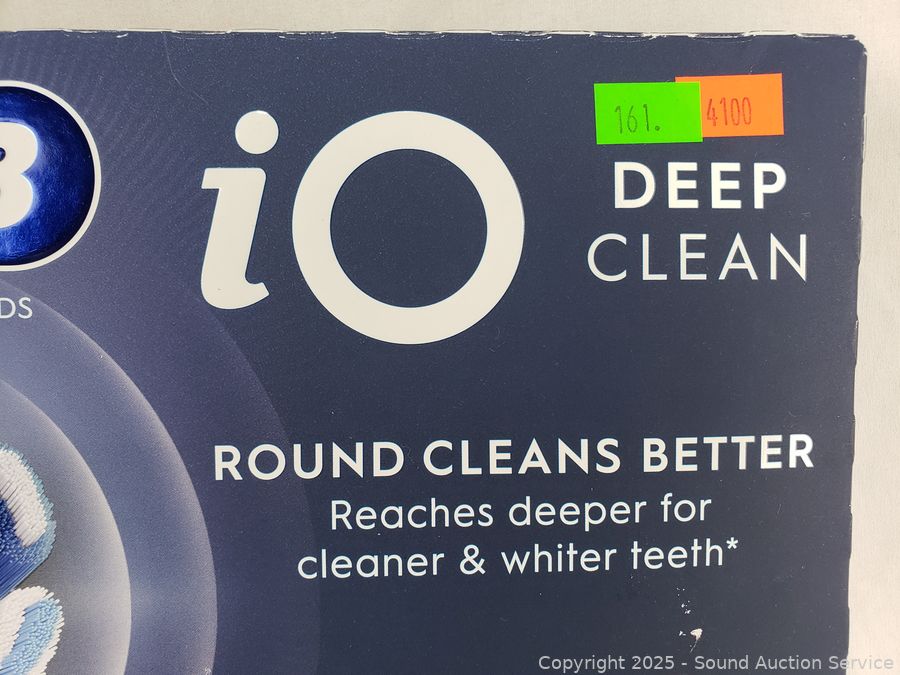 161.
4100
B
iO
DEEP
CLEAN
DS
ROUND CLEANS BETTER
Reaches deeper for
cleaner & whiter teeth*
Copyright 2025 - Sound Auction Service